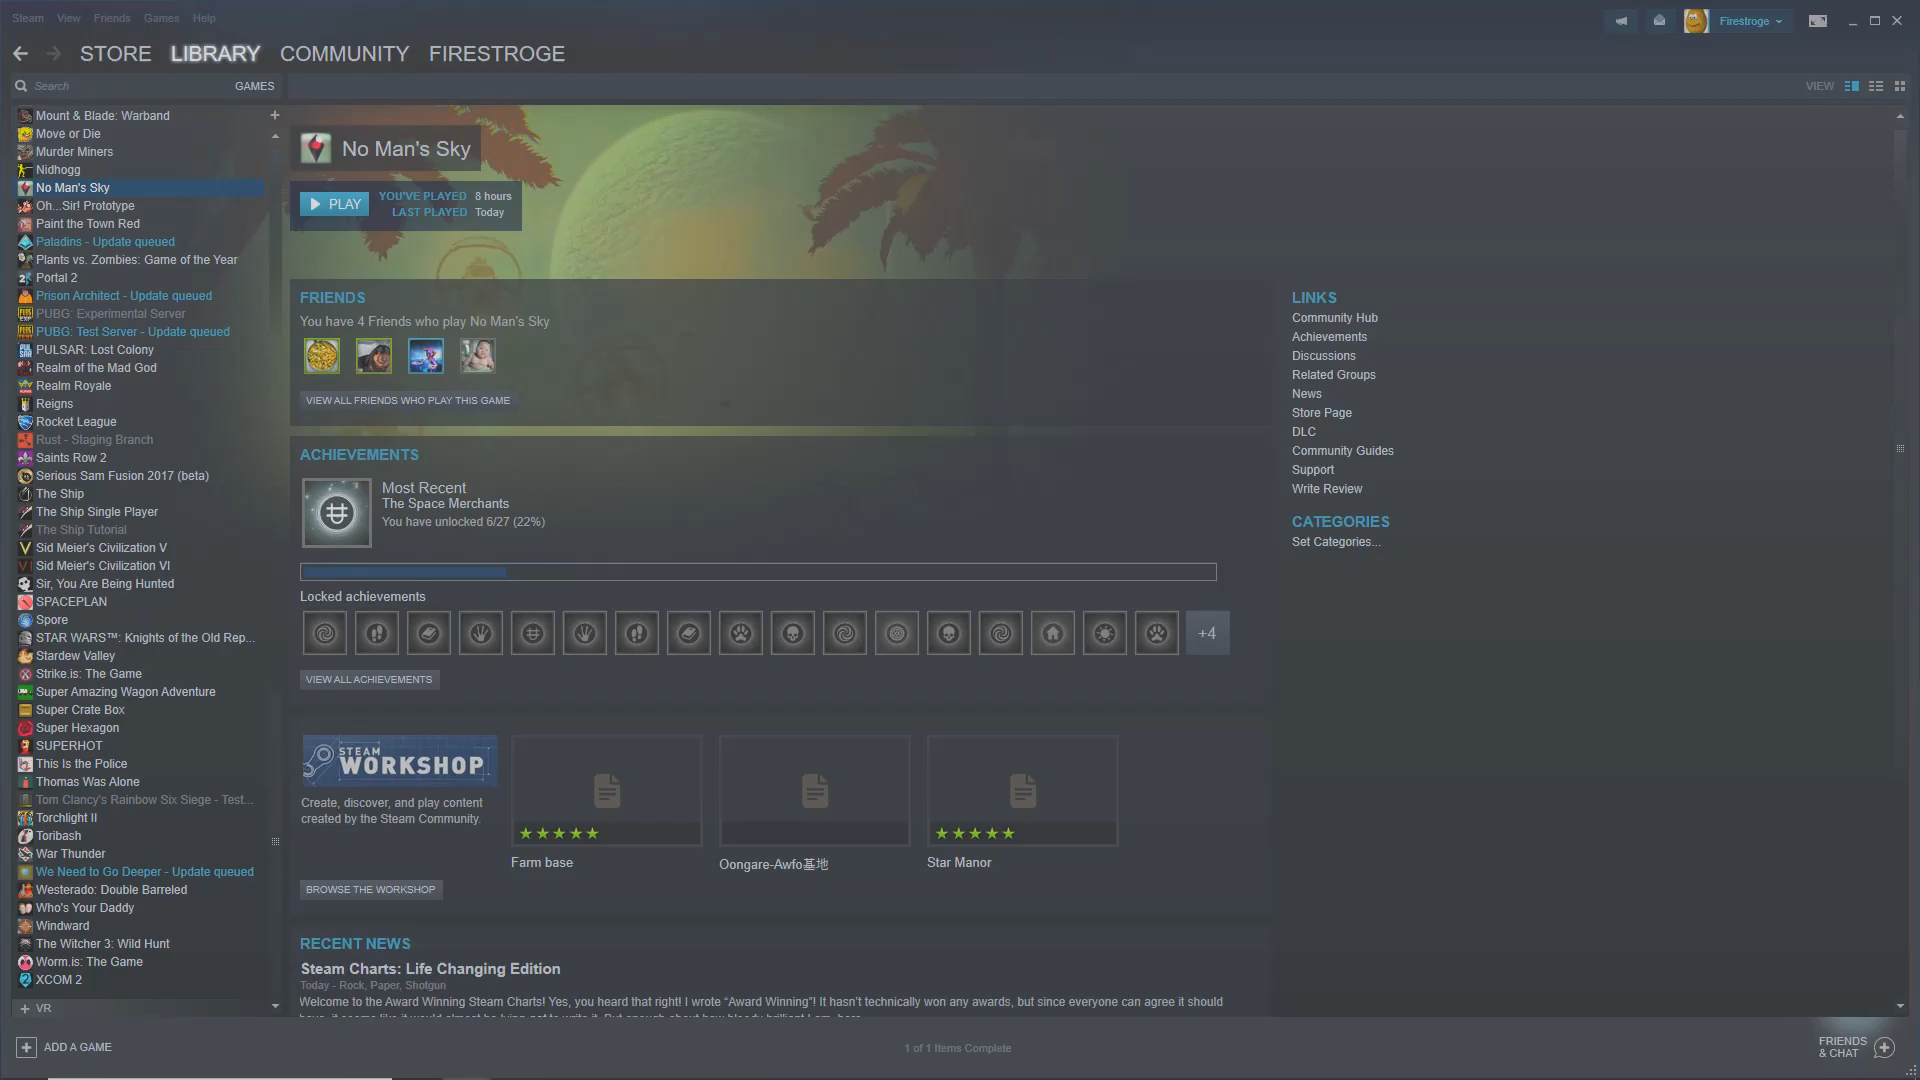 Steam View Friends Games Help
Firestroge
STORE LIBRARY COMMUNITY FIRESTROGE
Search GAMES
VIEW
Mount & Blade: Warband
Move or Die
Murder Miners
Nidhogg
No Man's Sky
Oh...Sir! Prototype
Paint the Town Red
Paladins - Update queued
Plants vs. Zombies: Game of the Year
Portal 2
Prison Architect - Update queued
PUBG: Experimental Server
PUBG: Test Server - Update queued
PULSAR: Lost Colony
Realm of the Mad God
Realm Royale
Reigns
Rocket League
Rust - Staging Branch
Saints Row 2
Serious Sam Fusion 2017 (beta)
The Ship
The Ship Single Player
The Ship Tutorial
Sid Meier's Civilization V
Sid Meier's Civilization VI
Sir, You Are Being Hunted
SPACEPLAN
Spore
STAR WARS™: Knights of the Old Rep...
Stardew Valley
Strike.is: The Game
Super Amazing Wagon Adventure
Super Crate Box
Super Hexagon
SUPERHOT
This Is the Police
Thomas Was Alone
Tom Clancy's Rainbow Six Siege - Test...
Torchlight II
Toribash
War Thunder
We Need to Go Deeper - Update queued
Westerado: Double Barreled
Who's Your Daddy
Windward
The Witcher 3: Wild Hunt
Worm.is: The Game
XCOM 2
+ VR
No Man's Sky
PLAY
YOU'VE PLAYED 8 hours
LAST PLAYED Today
FRIENDS
You have 4 Friends who play No Man's Sky
VIEW ALL FRIENDS WHO PLAY THIS GAME
ACHIEVEMENTS
Most Recent
The Space Merchants
You have unlocked 6/27 (22%)
Locked achievements
+4
VIEW ALL ACHIEVEMENTS
STEAM
WORKSHOP
Create, discover, and play content
created by the Steam Community.
BROWSE THE WORKSHOP
Farm base
Oongare-Awfo基地
Star Manor
RECENT NEWS
Steam Charts: Life Changing Edition
Today - Rock, Paper, Shotgun
Welcome to the Award Winning Steam Charts! Yes, you heard that right! I wrote “Award Winning”! It hasn't technically won any awards, but since everyone can agree it should
LINKS
Community Hub
Achievements
Discussions
Related Groups
News
Store Page
DLC
Community Guides
Support
Write Review
CATEGORIES
Set Categories...
ADD A GAME
1 of 1 Items Complete
FRIENDS
& CHAT